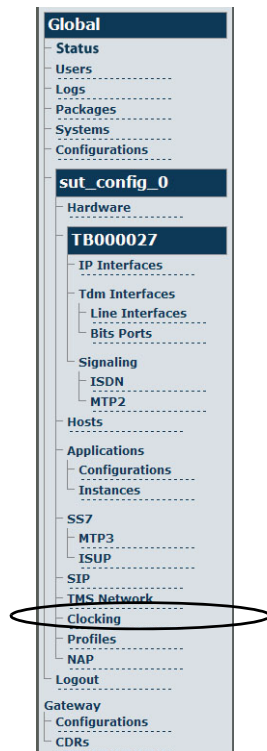 Global
Status
Users
Logs
Packages
Systems
Configurations
sut_config_0
Hardware
TB000027
IP Interfaces
Tdm Interfaces
Line Interfaces
Bits Ports
Signaling
ISDN
MTP2
Hosts
Applications
Configurations
Instances
SS7
MTP3
ISUP
SIP
TMS Network
Clocking
Profiles
NAP
Logout
Gateway
Configurations
CDRs